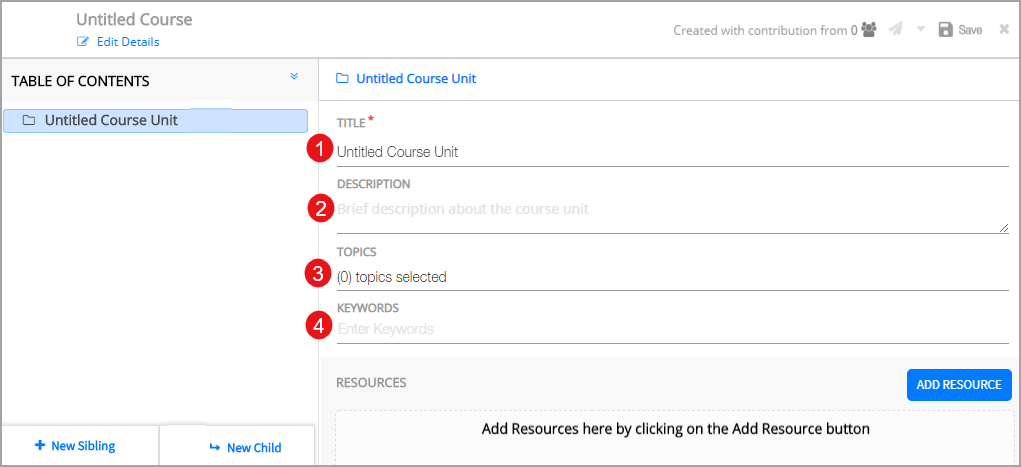 Untitled Course
Edit Details
Created with contribution from 0
Save
TABLE OF CONTENTS
Untitled Course Unit
Untitled Course Unit
TITLE *
1
Untitled Course Unit
DESCRIPTION
2
Brief description about the course unit
TOPICS
3
(0) topics selected
KEYWORDS
4
Enter Keywords
RESOURCES
ADD RESOURCE
Add Resources here by clicking on the Add Resource button
+ New Sibling
New Child